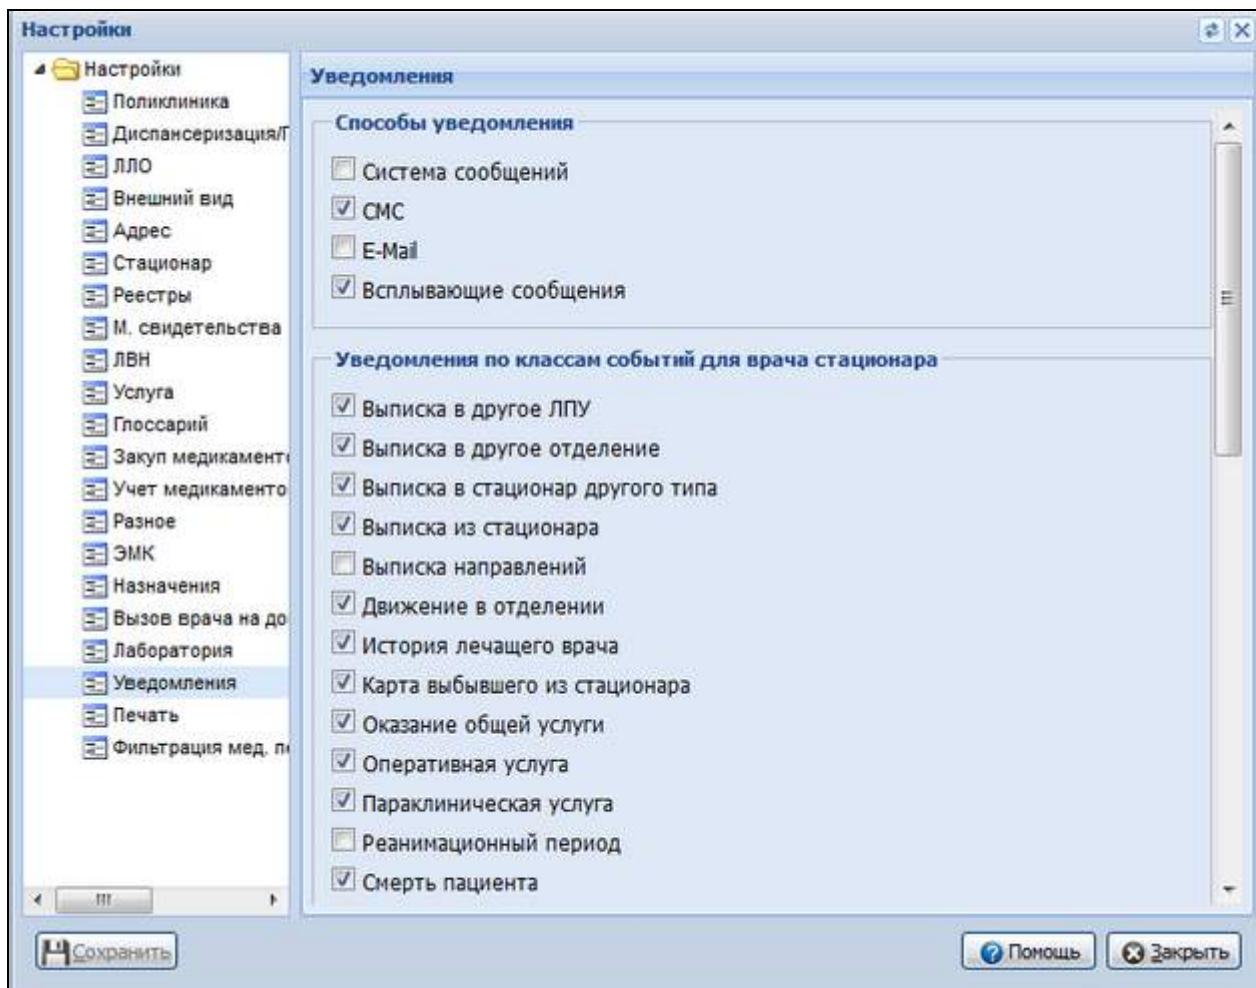 Настройки
Настройки
Поликлиника
Диспансеризация/П
ЛЛО
Внешний вид
Адрес
Стационар
Реестры
М. свидетельства
ЛВН
Услуга
Глоссарий
Закуп медикаменто
Учет медикаменто
Разное
ЭМК
Назначения
Вызов врача на до
Лаборатория
Уведомления
Печать
Фильтрация мед. п
Уведомления
Способы уведомления
Система сообщений
СМС
E-Mail
Всплывающие сообщения
Уведомления по классам событий для врача стационара
Выписка в другое ЛПУ
Выписка в другое отделение
Выписка в стационар другого типа
Выписка из стационара
Выписка направлений
Движение в отделении
История лечащего врача
Карта выбывшего из стационара
Оказание общей услуги
Оперативная услуга
Параклиническая услуга
Реанимационный период
Смерть пациента
Сохранить
Помощь
Закрыть